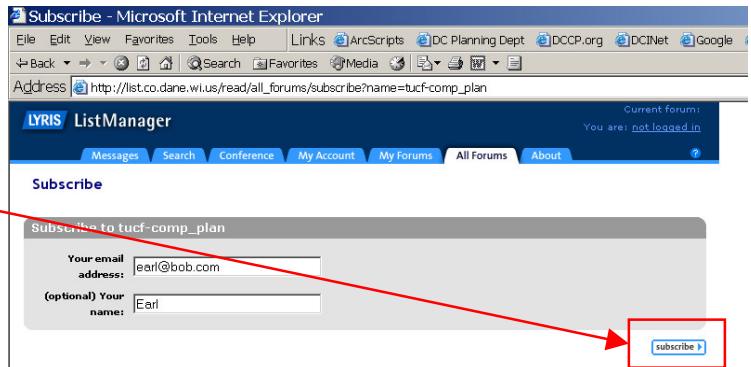 Subscribe - Microsoft Internet Explorer
File Edit View Favorites Tools Help Links ArcScripts DC Planning Dept DCCP.org DCINet Google
Back Search Favorites Media
Address http://list.co.dane.wi.us/read/all_forums/subscribe?name=tucf-comp_plan
LYRIS ListManager
Current forum:
You are: not logged in
Messages Search Conference My Account My Forums All Forums About ?
Subscribe
Subscribe to tucf-comp_plan
Your email address: earl@bob.com
(optional) Your name: Earl
subscribe